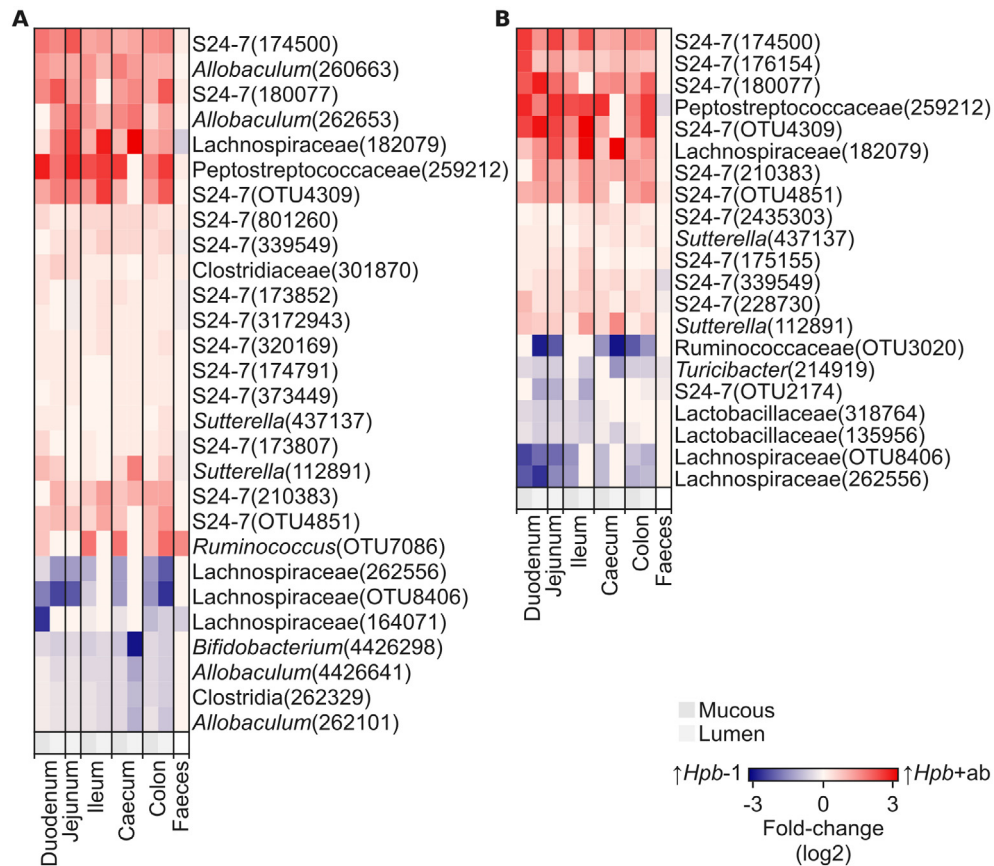 A
S24-7(174500)
Allobaculum(260663)
S24-7(180077)
Allobaculum(262653)
Lachnospiraceae(182079)
Peptostreptococcaceae(259212)
S24-7(OTU4309)
S24-7(801260)
S24-7(339549)
Clostridiaceae(301870)
S24-7(173852)
S24-7(3172943)
S24-7(320169)
S24-7(174791)
S24-7(373449)
Sutterella(437137)
S24-7(173807)
Sutterella(112891)
S24-7(210383)
S24-7(OTU4851)
Ruminococcus(OTU7086)
Lachnospiraceae(262556)
Lachnospiraceae(OTU8406)
Lachnospiraceae(164071)
Bifidobacterium(4426298)
Allobaculum(4426641)
Clostridia(262329)
Allobaculum(262101)
Duodenum
Jejunum
Ileum
Caecum
Colon
Faeces
B
S24-7(174500)
S24-7(176154)
S24-7(180077)
Peptostreptococcaceae(259212)
S24-7(OTU4309)
Lachnospiraceae(182079)
S24-7(210383)
S24-7(OTU4851)
S24-7(2435303)
Sutterella(437137)
S24-7(175155)
S24-7(339549)
S24-7(228730)
Sutterella(112891)
Ruminococcaceae(OTU3020)
Turicibacter(214919)
S24-7(OTU2174)
Lactobacillaceae(318764)
Lactobacillaceae(135956)
Lachnospiraceae(OTU8406)
Lachnospiraceae(262556)
Duodenum
Jejunum
Ileum
Caecum
Colon
Faeces
Mucous
Lumen
↑Hpb-1 ↑Hpb+ab
-3 0 3
Fold-change
(log2)